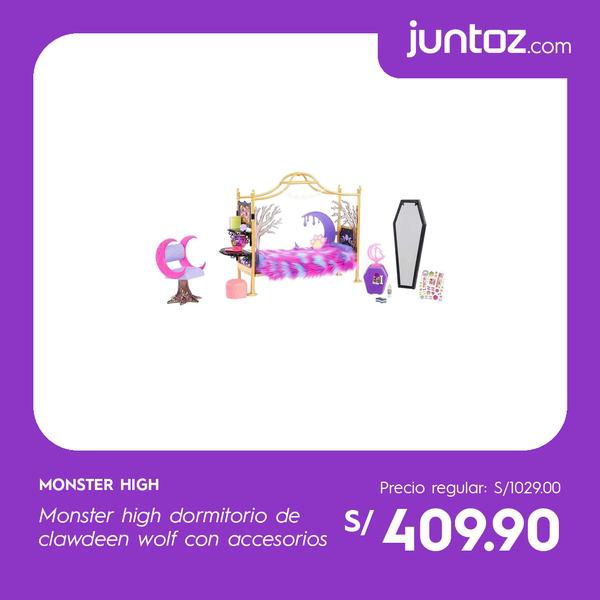 juntoz.com
MONSTER HIGH
Precio regular: S/1029.00
Monster high dormitorio de
clawdeen wolf con accesorios
S/ 409.90